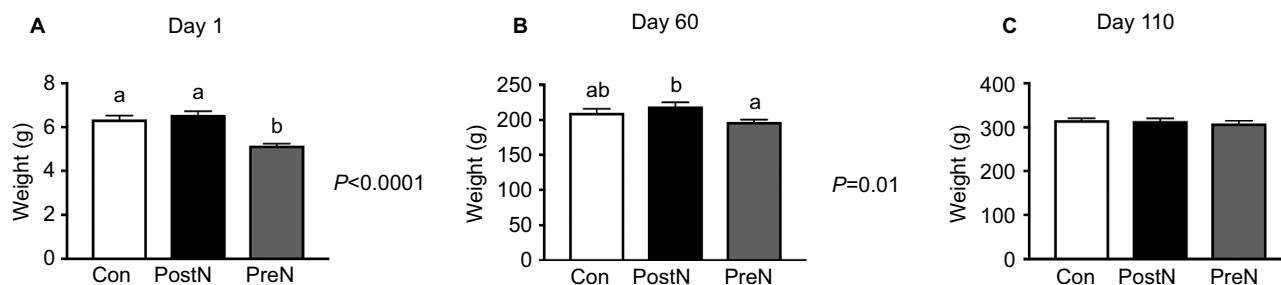 A
Day 1
Weight (g)
8
6
4
2
0
a
a
b
Con
PostN
PreN
P<0.0001
B
Day 60
Weight (g)
250
200
150
100
50
0
ab
b
a
Con
PostN
PreN
P=0.01
C
Day 110
Weight (g)
400
300
200
100
0
Con
PostN
PreN